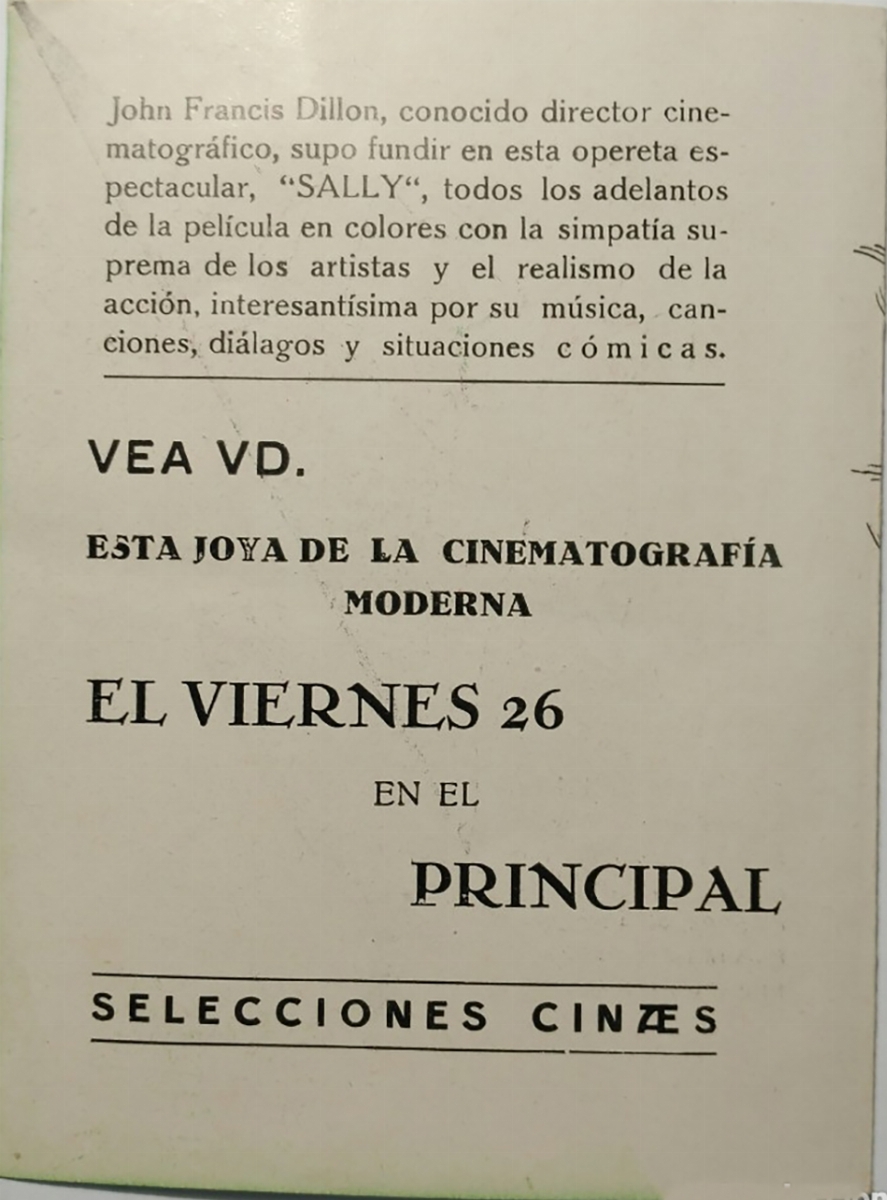 John Francis Dillon, conocido director cine-
matográfico, supo fundir en esta opereta es-
pectacular, “SALLY“, todos los adelantos
de la película en colores con la simpatía su-
prema de los artistas y el realismo de la
acción, interesantísima por su música, can-
ciones, diálagos y situaciones cómicas.
VEA VD.
ESTA JOYA DE LA CINEMATOGRAFÍA
MODERNA
EL VIERNES 26
EN EL
PRINCIPAL
SELECCIONES CINÆS